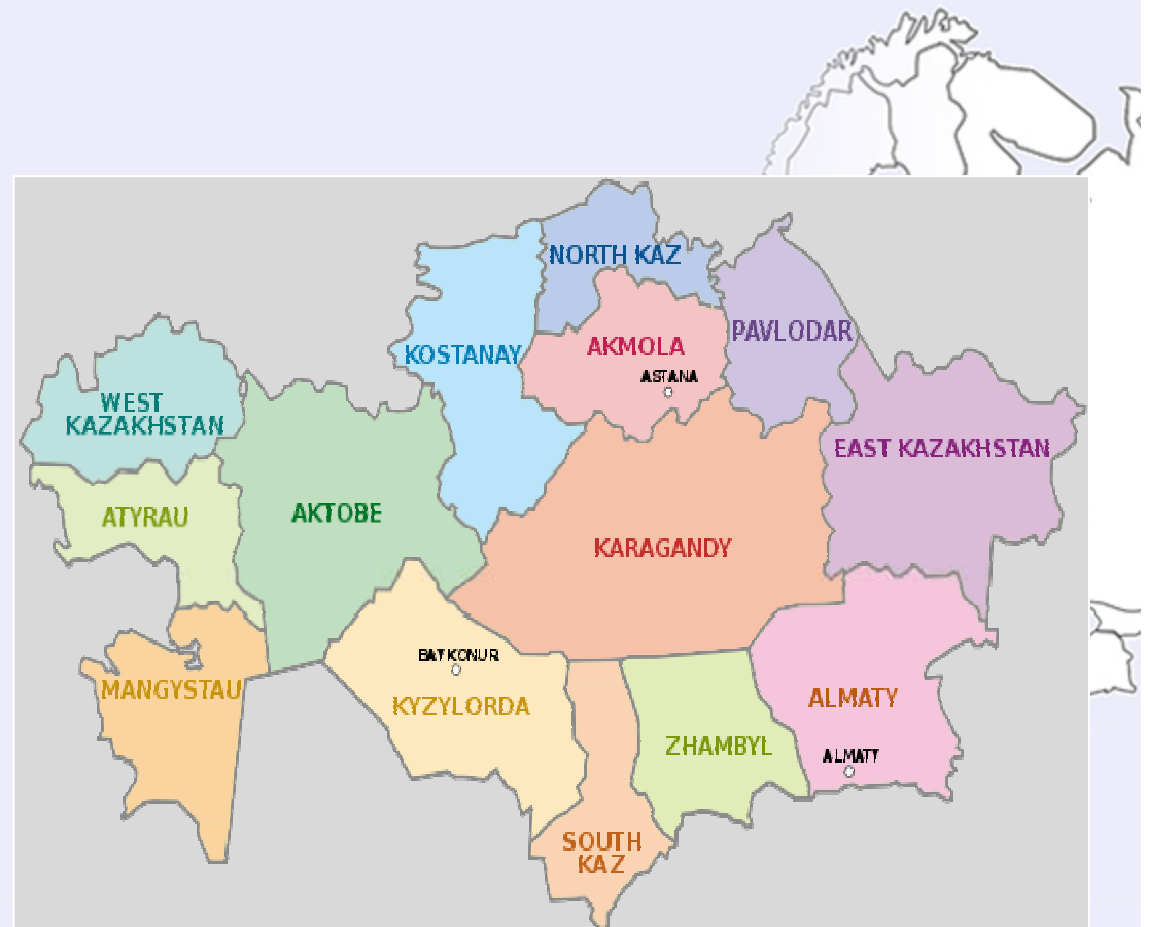 NORTH KAZ
PAVLODAR
KOSTANAY
AKMOLA
ASTANA
WEST
KAZAKHSTAN
EAST KAZAKHSTAN
ATYRAU
AKTOBE
KARAGANDY
BAYKONUR
MANGYSTAU
KYZYLORDA
ALMATY
ZHAMBYL
ALMATY
SOUTH
KAZ